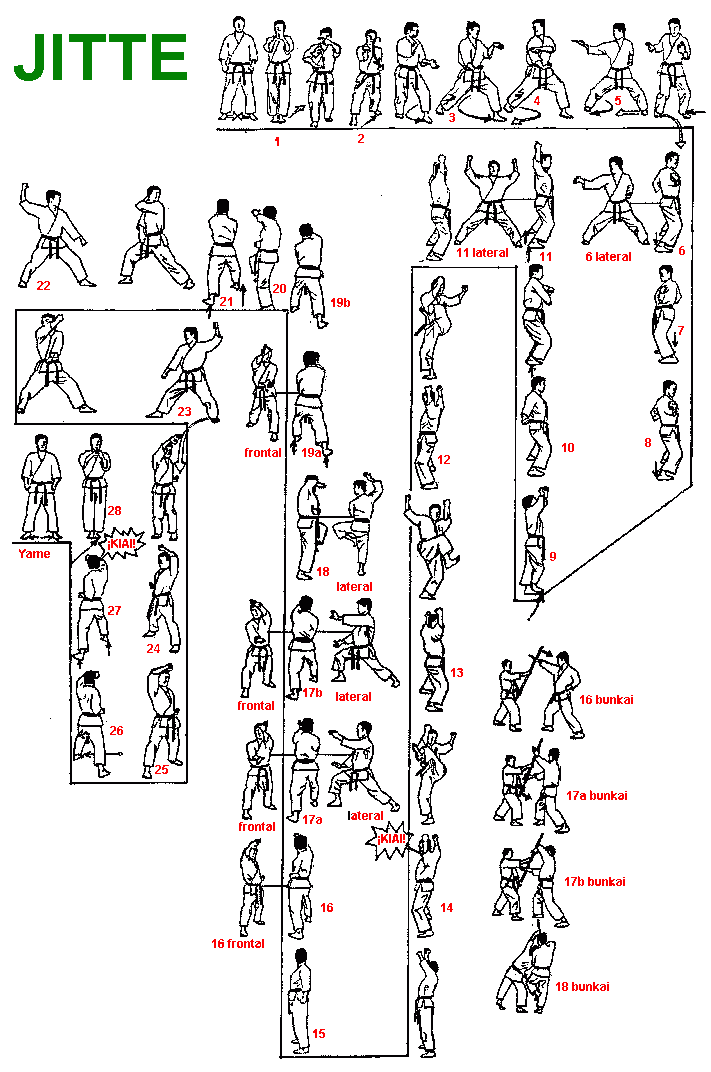 JITTE
1
2
3
4
5
11 lateral
11
6 lateral
6
22
21
20
19b
7
23
frontal
19a
12
10
8
28
¡KIAI!
Yame
18
lateral
9
27
24
frontal
17b
lateral
13
16 bunkai
26
25
frontal
17a
lateral
17a bunkai
¡KIAI!
16 frontal
16
14
17b bunkai
15
18 bunkai